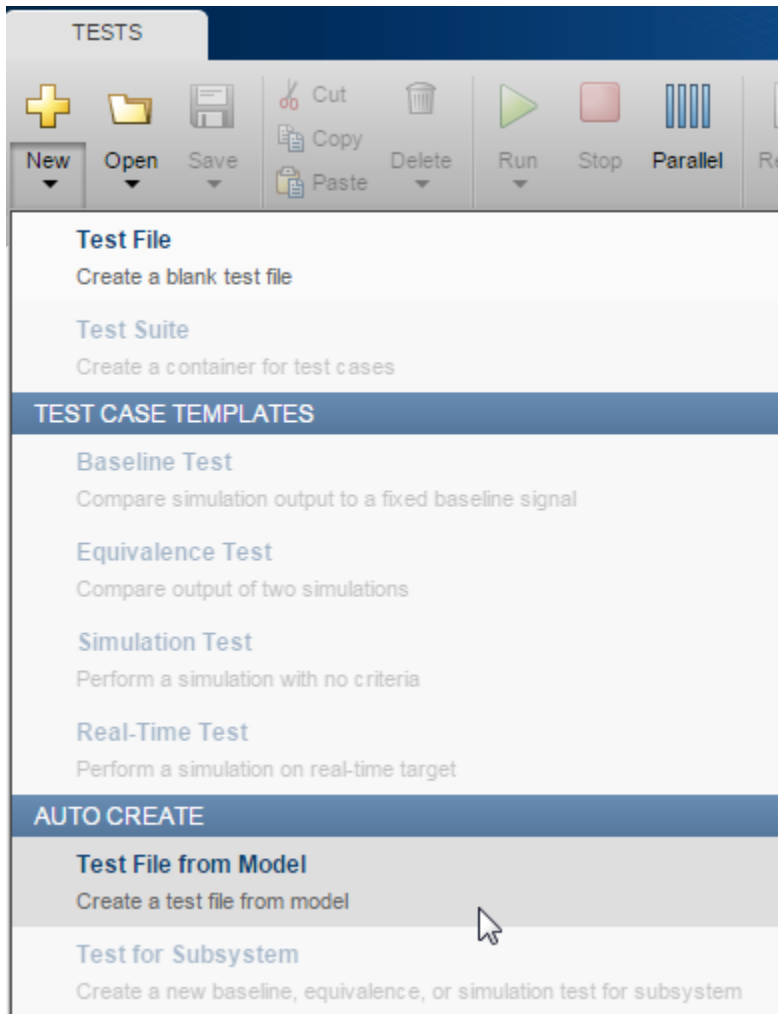 TESTS
New
Open
Save
Cut
Copy
Paste
Delete
Run
Stop
Parallel
Test File
Create a blank test file
Test Suite
Create a container for test cases
TEST CASE TEMPLATES
Baseline Test
Compare simulation output to a fixed baseline signal
Equivalence Test
Compare output of two simulations
Simulation Test
Perform a simulation with no criteria
Real-Time Test
Perform a simulation on real-time target
AUTO CREATE
Test File from Model
Create a test file from model
Test for Subsystem
Create a new baseline, equivalence, or simulation test for subsystem